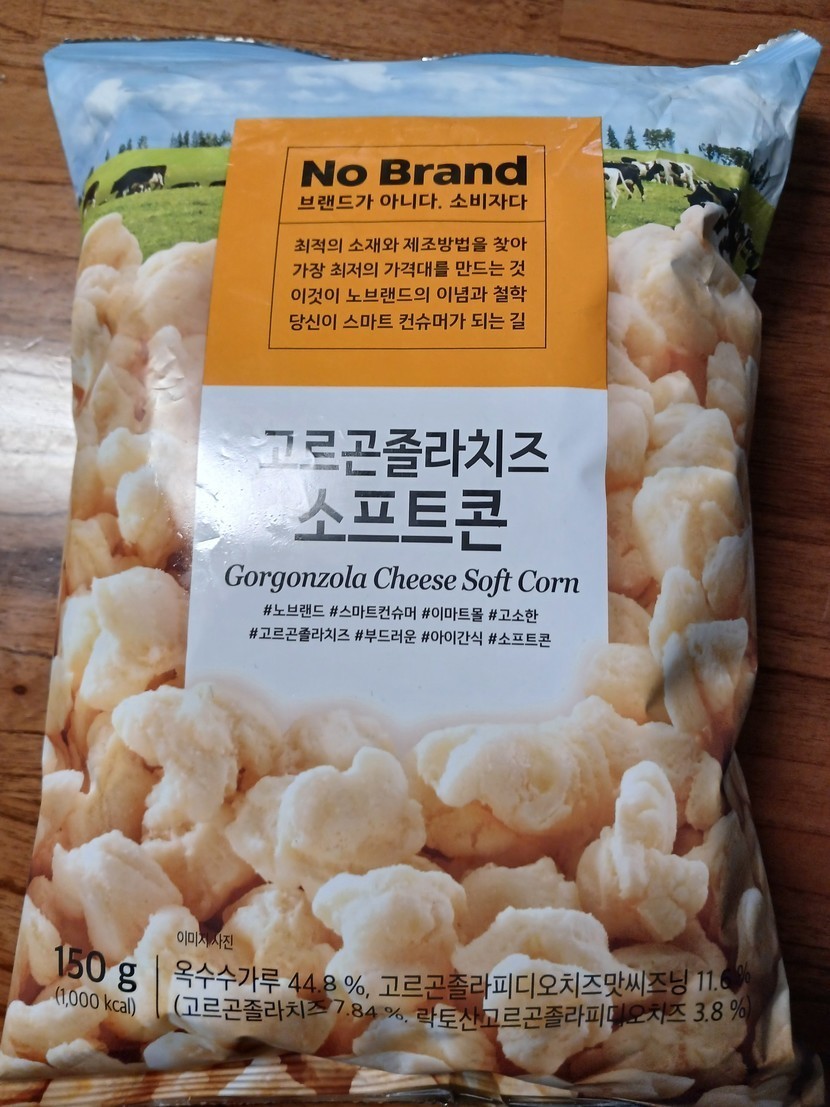 No Brand
브랜드가 아니다. 소비자다
최적의 소재와 제조방법을 찾아
가장 최저의 가격대를 만드는 것
이것이 노브랜드의 이념과 철학
당신이 스마트 컨슈머가 되는 길
고르곤졸라치즈
소프트콘
Gorgonzola Cheese Soft Corn
#노브랜드 #스마트컨슈머 #이마트몰 #고소한
#고르곤졸라치즈 #부드러운 #아이간식 #소프트콘
이미지사진
150 g
(1,000 kcal)
옥수수가루 44.8 %, 고르곤졸라피디오치즈맛씨즈닝 11.6 %
(고르곤졸라치즈 7.84 %, 락토산고르곤졸라피디오치즈 3.8 %)